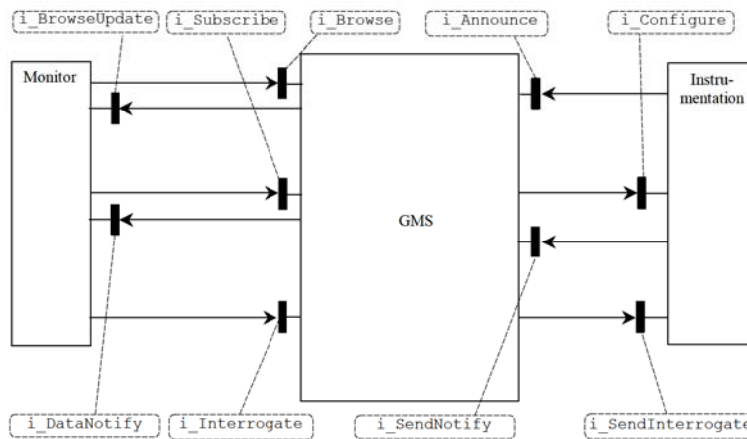 i_BrowseUpdate
i_Subscribe
i_Browse
i_Announce
i_Configure
Monitor
Instru-
mentation
GMS
i_DataNotify
i_Interrogate
i_SendNotify
i_SendInterrogate